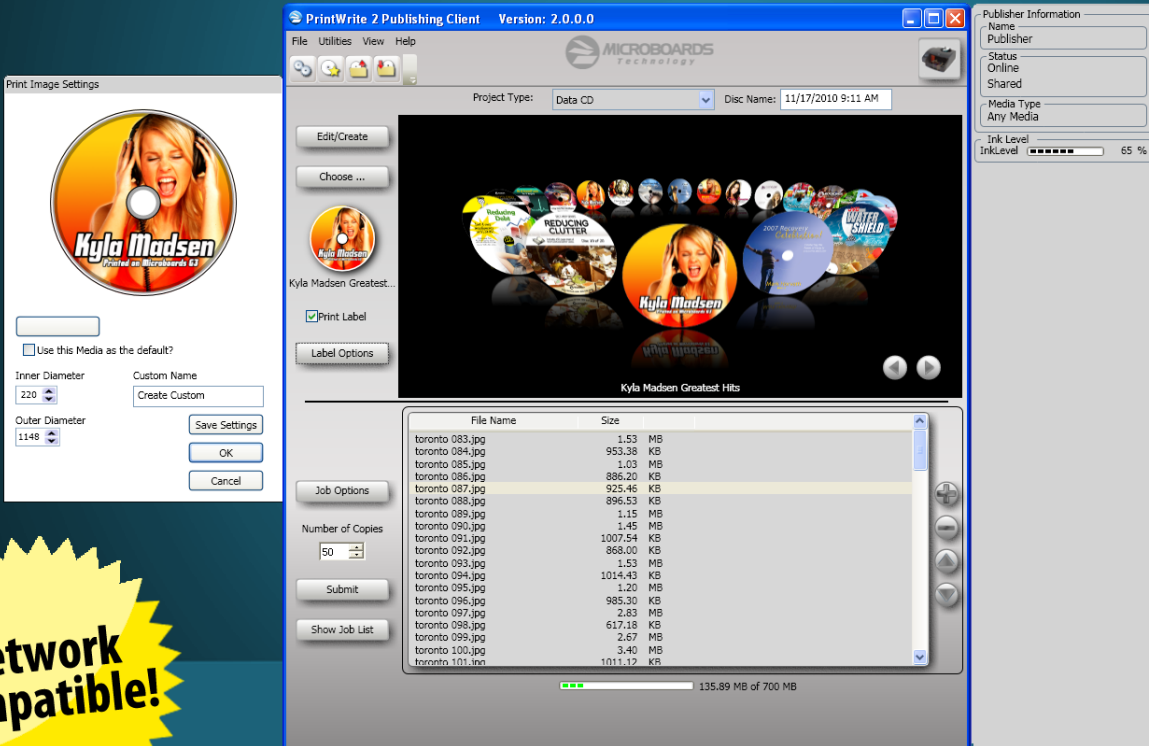 Print Image Settings
Kyla Madsen
Printed on Microboards G3
Use this Media as the default?
Inner Diameter
Custom Name
220
Create Custom
Outer Diameter
1148
Save Settings
OK
Cancel
etwork
mpatible!
PrintWrite 2 Publishing Client Version: 2.0.0.0
File Utilities View Help
MICROBOARDS
Technology
Project Type: Data CD Disc Name: 11/17/2010 9:11 AM
Edit/Create
Choose ...
Kyla Madsen
Kyla Madsen Greatest...
Print Label
Label Options
Reducing
Debt
REDUCING
CLUTTER
Kyla Madsen
2007 Recovery
WATER
SHIELD
Kyla Madsen Greatest Hits
File Name Size
toronto 083.jpg 1.53 MB
toronto 084.jpg 953.38 KB
toronto 085.jpg 1.03 MB
toronto 086.jpg 886.20 KB
toronto 087.jpg 925.46 KB
toronto 088.jpg 896.53 KB
toronto 089.jpg 1.15 MB
toronto 090.jpg 1.45 MB
toronto 091.jpg 1007.54 KB
toronto 092.jpg 868.00 KB
toronto 093.jpg 1.53 MB
toronto 094.jpg 1014.43 KB
toronto 095.jpg 1.20 MB
toronto 096.jpg 985.30 KB
toronto 097.jpg 2.83 MB
toronto 098.jpg 617.18 KB
toronto 099.jpg 2.67 MB
toronto 100.jpg 3.40 MB
toronto 101.jpg 1011.12 KB
Job Options
Number of Copies
50
Submit
Show Job List
135.89 MB of 700 MB
Publisher Information
Name
Publisher
Status
Online
Shared
Media Type
Any Media
Ink Level
InkLevel 65 %